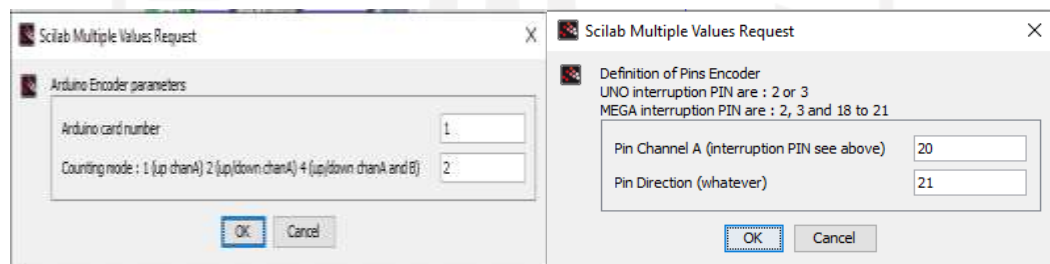 Scilab Multiple Values Request
Arduino Encoder parameters
Arduino card number
1
Counting mode : 1 (up chanA) 2 (up/down chanA) 4 (up/down chanA and B)
2
OK
Cancel
Scilab Multiple Values Request
Definition of Pins Encoder
UNO interruption PIN are : 2 or 3
MEGA interruption PIN are : 2, 3 and 18 to 21
Pin Channel A (interruption PIN see above)
20
Pin Direction (whatever)
21
OK
Cancel